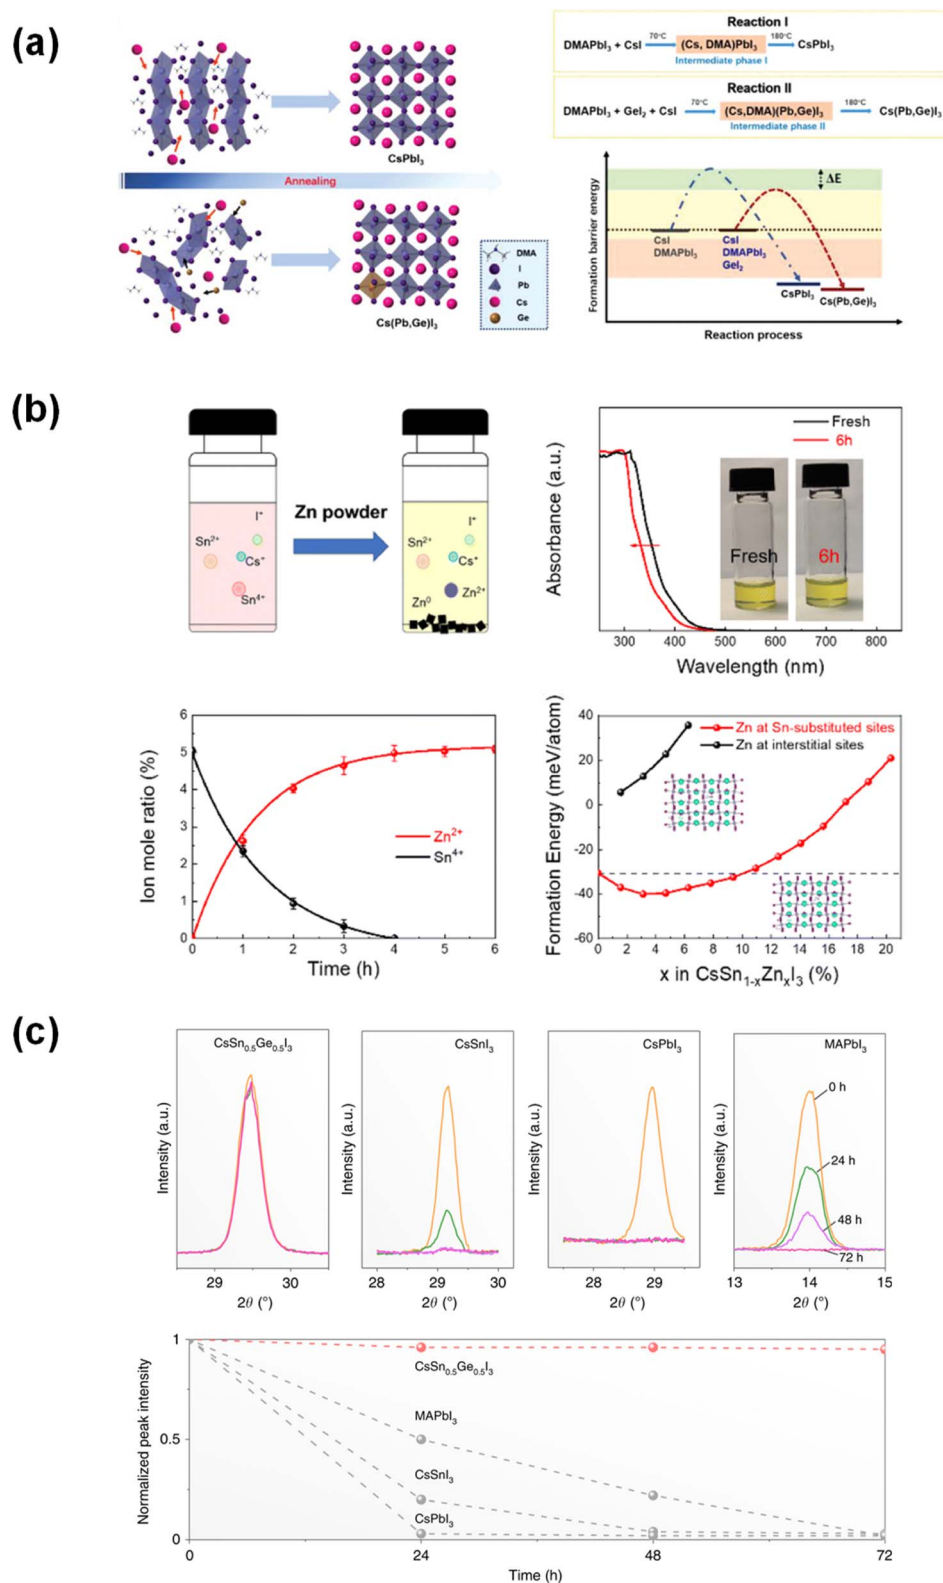 (a)
CsPbI3
Annealing
Cs(Pb,Ge)I3
DMA
I
Pb
Cs
Ge
Reaction I
DMAPbI3 + CsI 70°C (Cs, DMA)PbI3 180°C CsPbI3
Intermediate phase I
Reaction II
DMAPbI3 + GeI2 + CsI 70°C (Cs,DMA)(Pb,Ge)I3 180°C Cs(Pb,Ge)I3
Intermediate phase II
Formation barrier energy
ΔE
CsI
DMAPbI3
CsI
DMAPbI3
GeI2
CsPbI3
Cs(Pb,Ge)I3
Reaction process
(b)
I+
Sn2+
Cs+
Sn4+
Zn powder
I+
Sn2+
Cs+
Zn0
Zn2+
Absorbance (a.u.)
Fresh
6h
Fresh
6h
300 400 500 600 700 800
Wavelength (nm)
Ion mole ratio (%)
6
5
4
3
2
1
0
Zn2+
Sn4+
0 1 2 3 4 5 6
Time (h)
Formation Energy (meV/atom)
40
20
0
-20
-40
-60
Zn at Sn-substituted sites
Zn at interstitial sites
0 2 4 6 8 10 12 14 16 18 20
x in CsSn1-xZnxI3 (%)
(c)
CsSn0.5Ge0.5I3
Intensity (a.u.)
29 30
2θ (°)
CsSnI3
Intensity (a.u.)
28 29 30
2θ (°)
CsPbI3
Intensity (a.u.)
28 29
2θ (°)
MAPbI3
Intensity (a.u.)
0 h
24 h
48 h
72 h
13 14 15
2θ (°)
Normalized peak intensity
1
0.5
0
CsSn0.5Ge0.5I3
MAPbI3
CsSnI3
CsPbI3
0 24 48 72
Time (h)